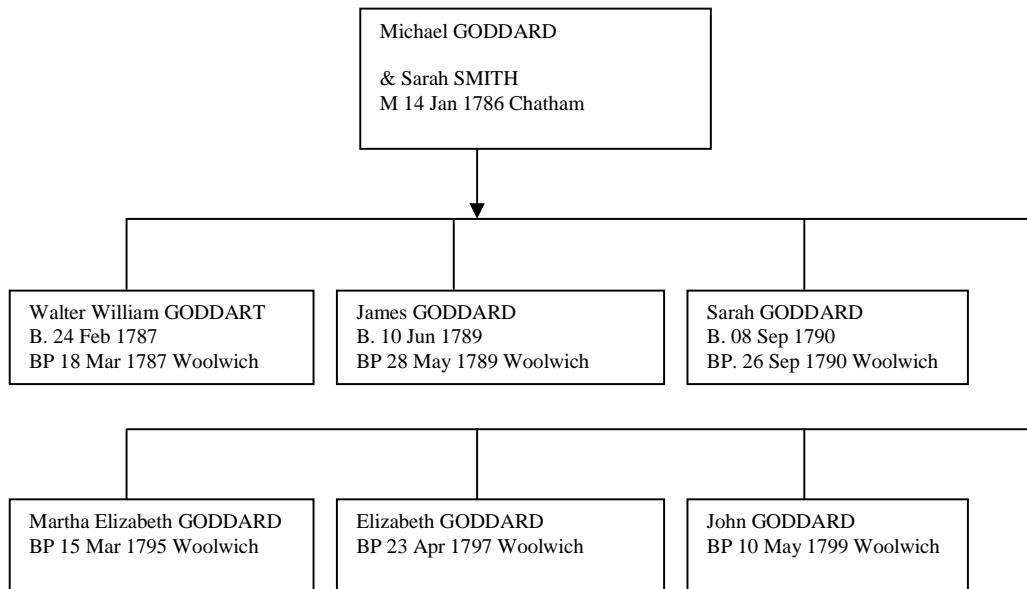 Michael GODDARD
& Sarah SMITH
M 14 Jan 1786 Chatham
Walter William GODDART
B. 24 Feb 1787
BP 18 Mar 1787 Woolwich
James GODDARD
B. 10 Jun 1789
BP 28 May 1789 Woolwich
Sarah GODDARD
B. 08 Sep 1790
BP. 26 Sep 1790 Woolwich
Martha Elizabeth GODDARD
BP 15 Mar 1795 Woolwich
Elizabeth GODDARD
BP 23 Apr 1797 Woolwich
John GODDARD
BP 10 May 1799 Woolwich